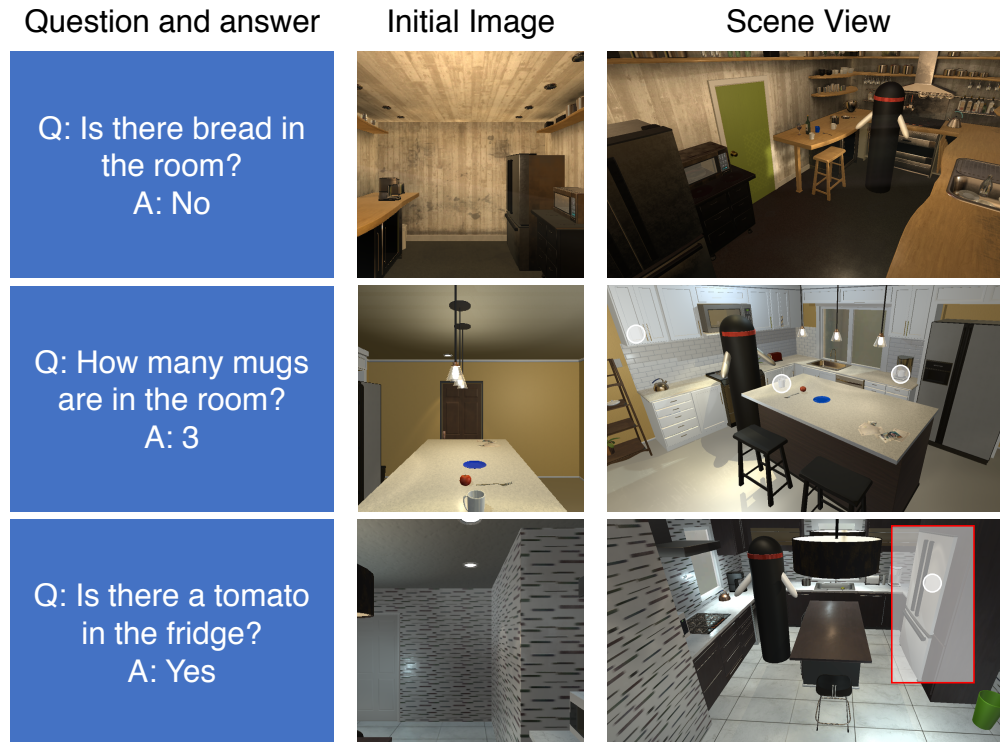 Question and answer
Initial Image
Scene View
Q: Is there bread in
the room?
A: No
Q: How many mugs
are in the room?
A: 3
Q: Is there a tomato
in the fridge?
A: Yes